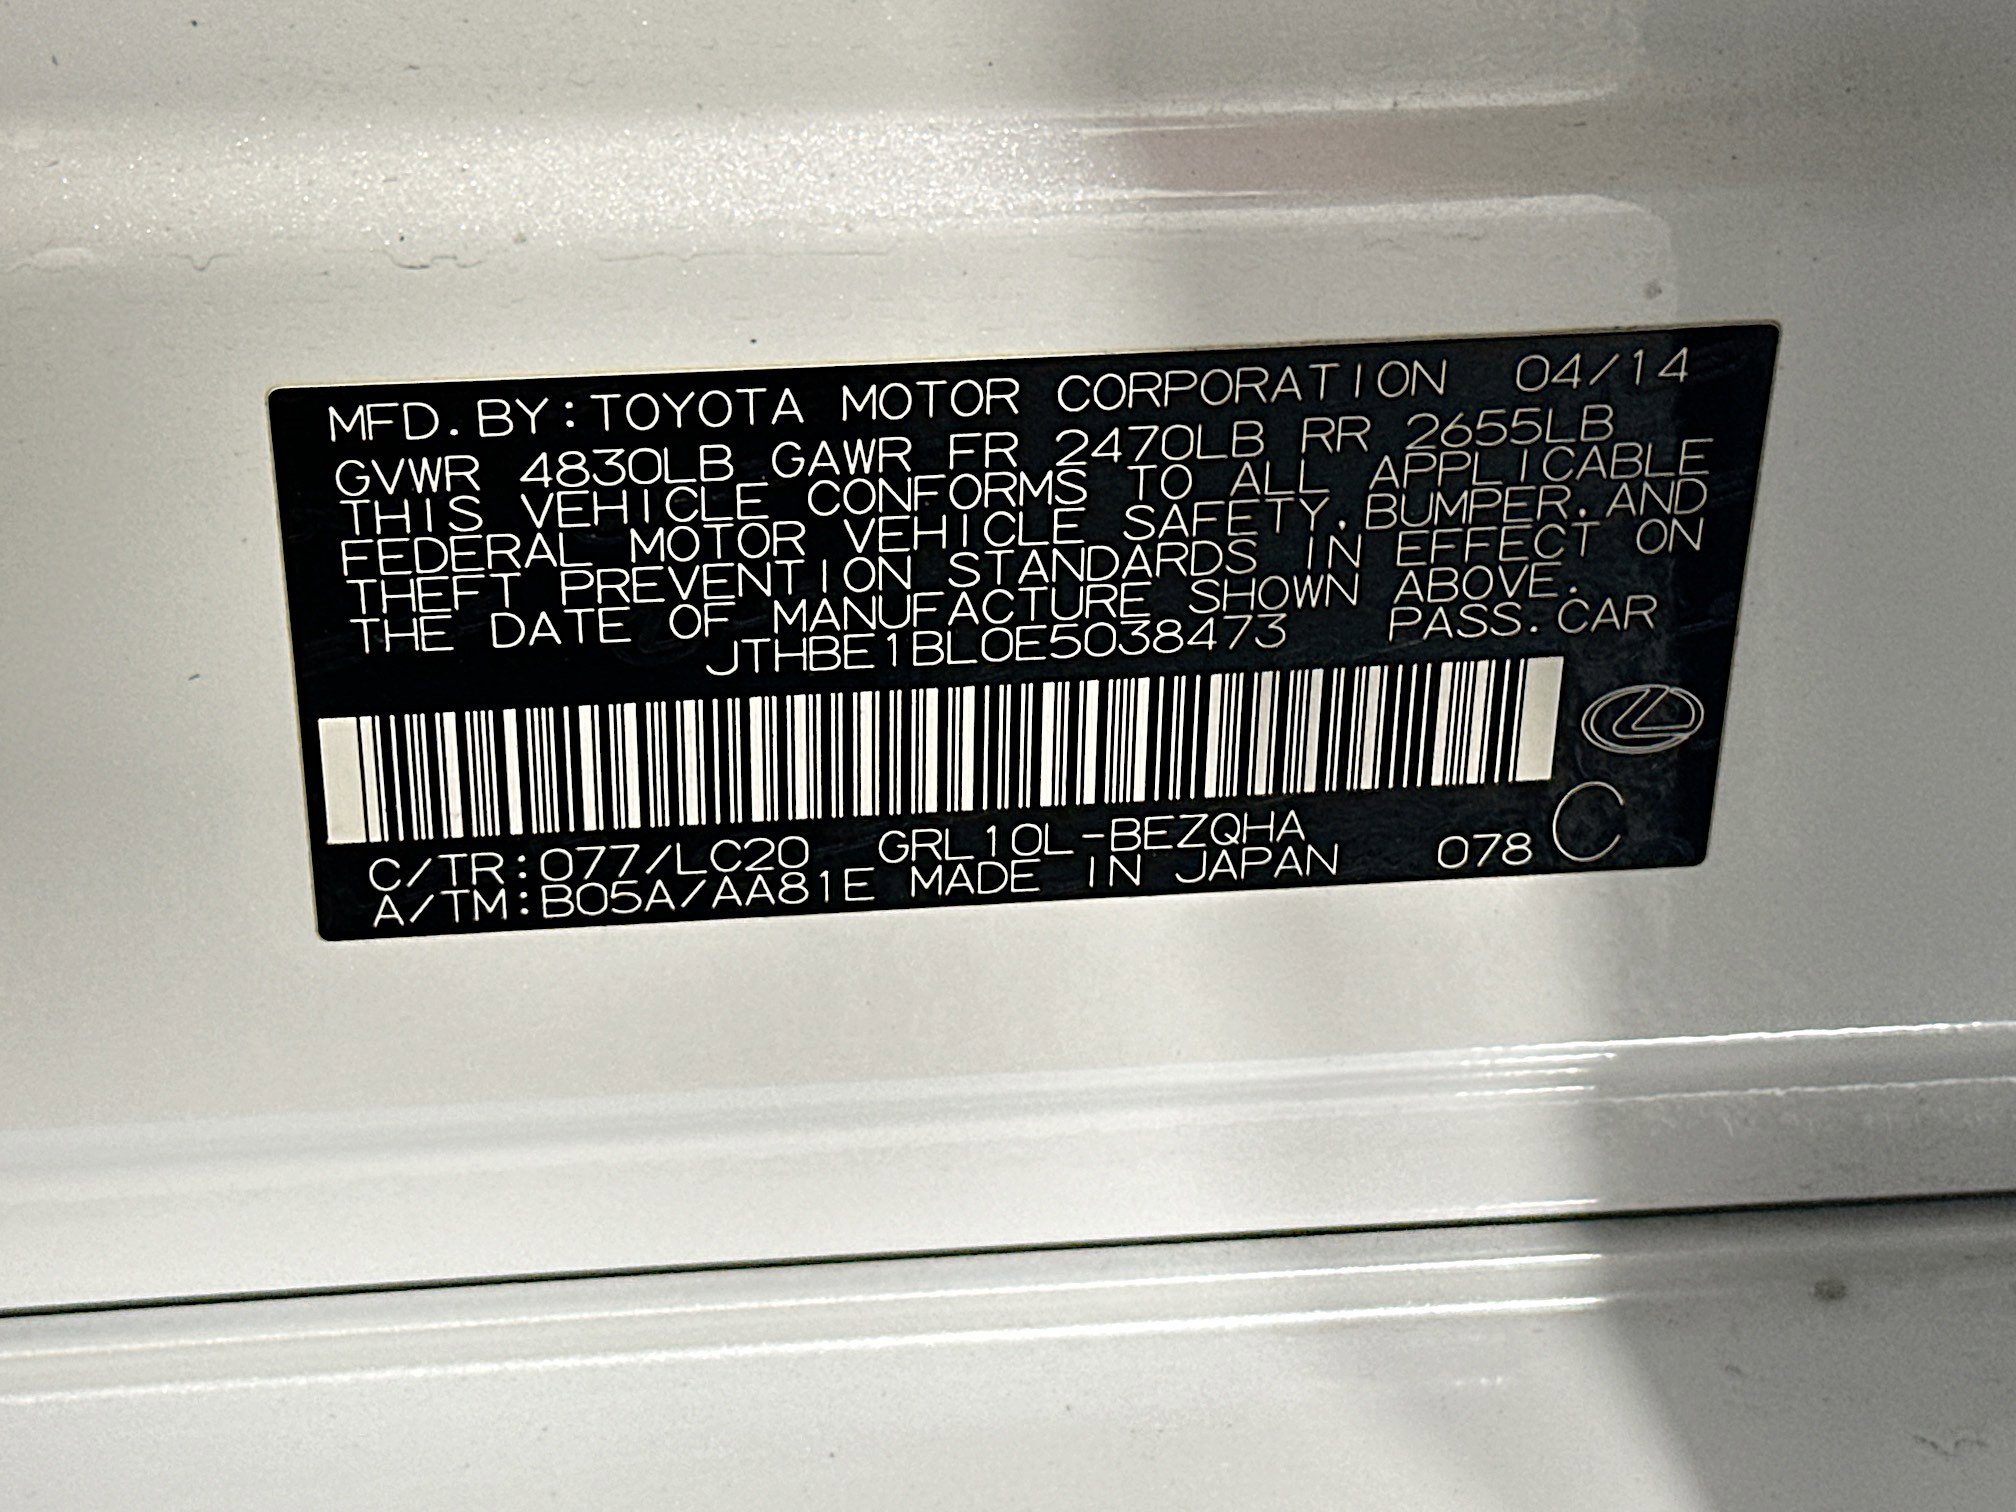 MFD. BY: TOYOTA MOTOR CORPORATION 04/14
GVWR 4830LB GAWR FR 2470LB RR 2655LB
THIS VEHICLE CONFORMS TO ALL APPLICABLE
FEDERAL MOTOR VEHICLE SAFETY, BUMPER, AND
THEFT PREVENTION STANDARDS IN EFFECT ON
THE DATE OF MANUFACTURE SHOWN ABOVE.
JTHBE1BL0E5038473 PASS. CAR
C/TR: 077/LC20 GRL10L-BEZQHA
A/TM: B05A/AA81E MADE IN JAPAN 078 C